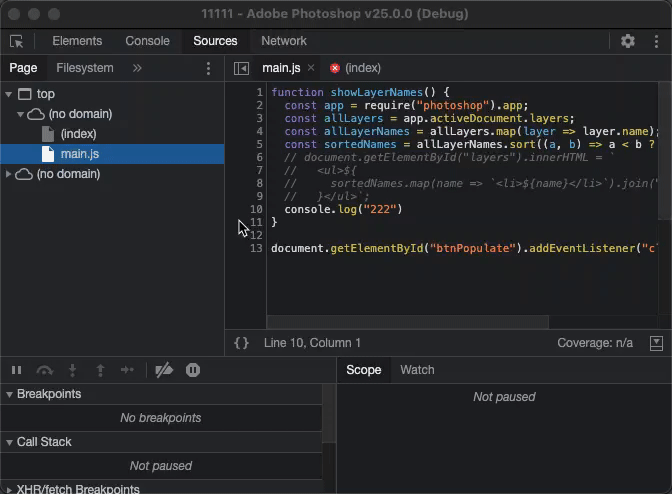 11111 - Adobe Photoshop v25.0.0 (Debug)
Elements Console Sources Network
Page Filesystem »
main.js × (index)
top
(no domain)
(index)
main.js
(no domain)
1 function showLayerNames() {
2 const app = require("photoshop").app;
3 const allLayers = app.activeDocument.layers;
4 const allLayerNames = allLayers.map(layer => layer.name);
5 const sortedNames = allLayerNames.sort((a, b) => a < b ?
6 // document.getElementById("layers").innerHTML = `
7 // <ul>${
8 // sortedNames.map(name => `<li>${name}</li>`).join("
9 // }</ul>`;
10 console.log("222")
11 }
12
13 document.getElementById("btnPopulate").addEventListener("c
{} Line 10, Column 1 Coverage: n/a
Breakpoints
No breakpoints
Call Stack
Not paused
XHR/fetch Breakpoints
Scope Watch
Not paused